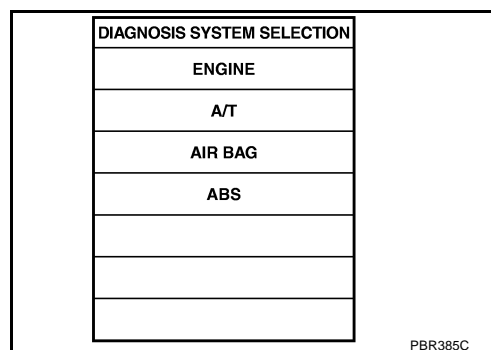 DIAGNOSIS SYSTEM SELECTION
ENGINE
A/T
AIR BAG
ABS
PBR385C